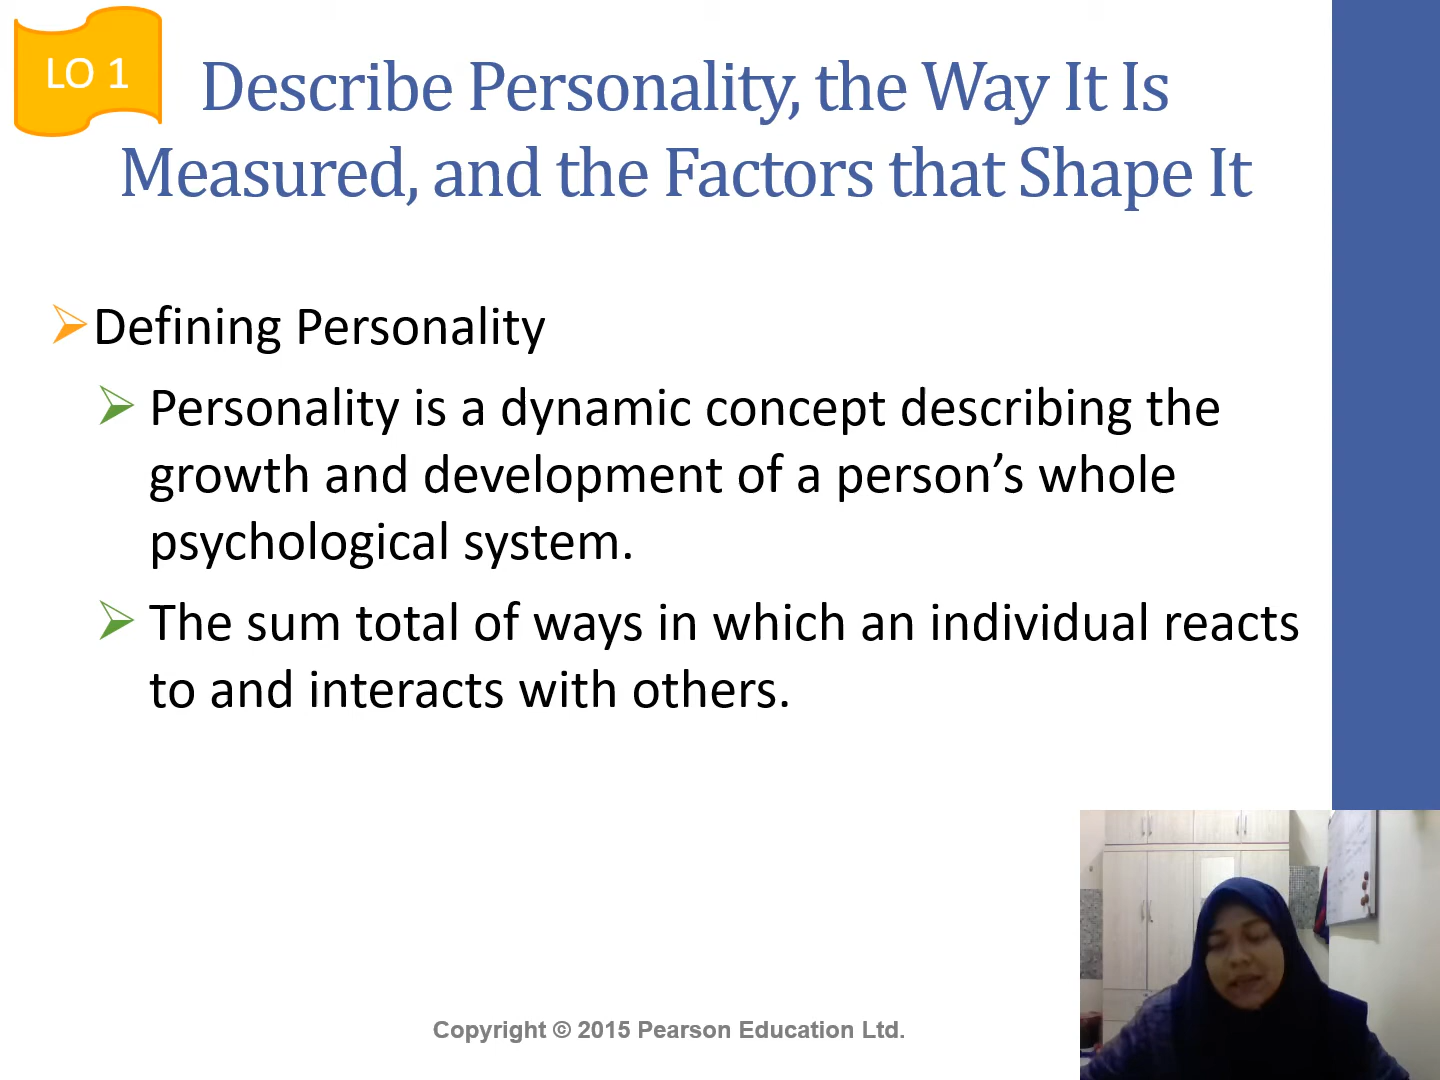 LO 1
Describe Personality, the Way It Is
Measured, and the Factors that Shape It
Defining Personality
Personality is a dynamic concept describing the
growth and development of a person’s whole
psychological system.
The sum total of ways in which an individual reacts
to and interacts with others.
Copyright © 2015 Pearson Education Ltd.